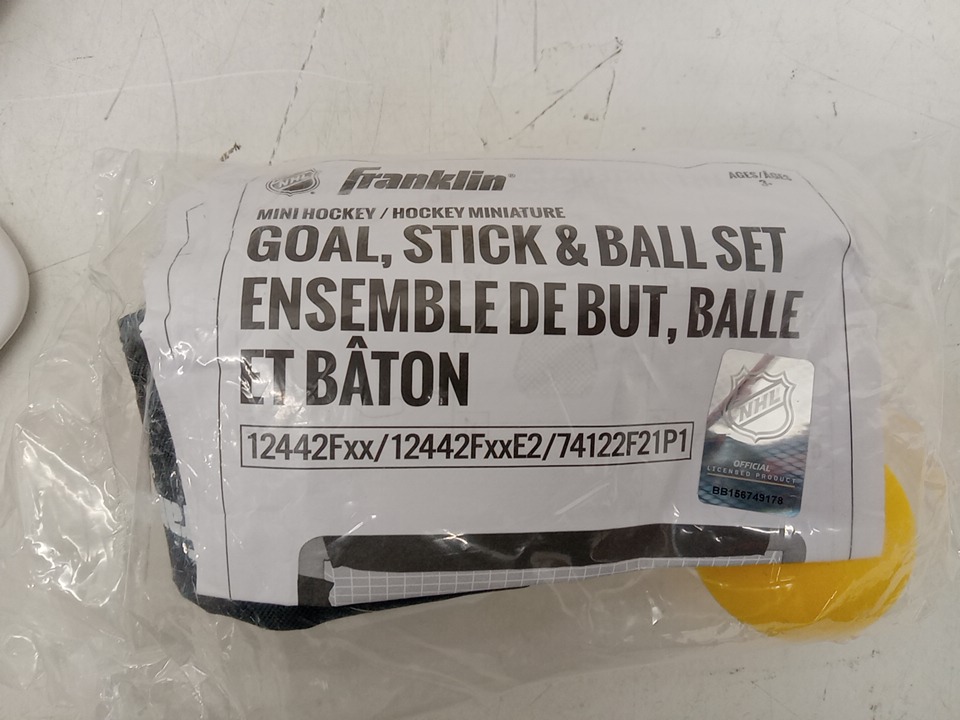 NHL
Franklin®
AGES/ÂGES
3+
MINI HOCKEY / HOCKEY MINIATURE
GOAL, STICK & BALL SET
ENSEMBLE DE BUT, BALLE
ET BÂTON
12442Fxx/12442FxxE2/74122F21P1
NHL
OFFICIAL
LICENSED PRODUCT
BB156749178